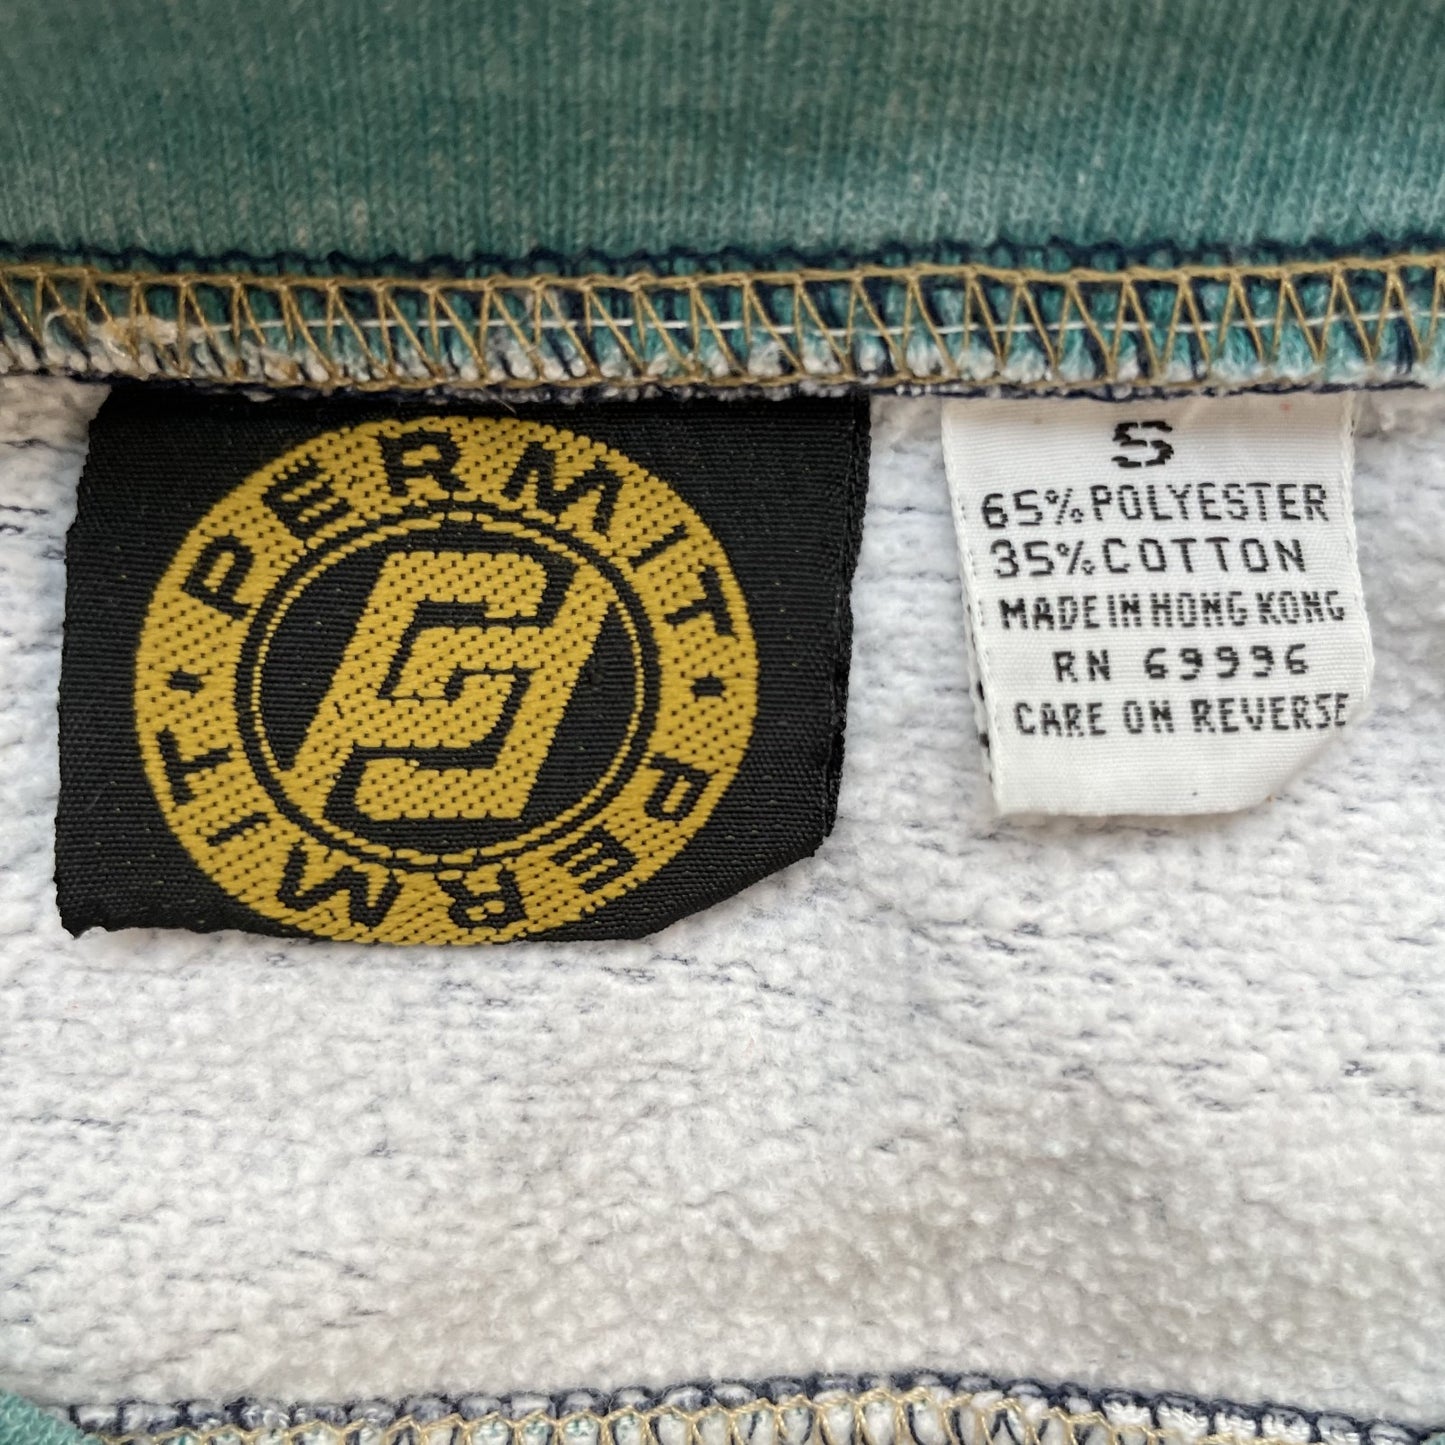 PERMIT
PERMIT
S
65% POLYESTER
35% COTTON
MADE IN HONG KONG
RN 69996
CARE ON REVERSE